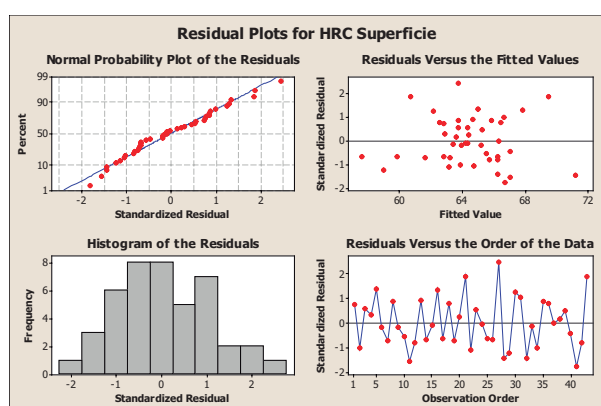 Residual Plots for HRC Superficie
Normal Probability Plot of the Residuals
Percent
99
90
50
10
1
-2 -1 0 1 2
Standardized Residual
Residuals Versus the Fitted Values
Standardized Residual
2
1
0
-1
-2
60 64 68 72
Fitted Value
Histogram of the Residuals
Frequency
8
6
4
2
0
-2 -1 0 1 2
Standardized Residual
Residuals Versus the Order of the Data
Standardized Residual
2
1
0
-1
-2
1 5 10 15 20 25 30 35 40
Observation Order